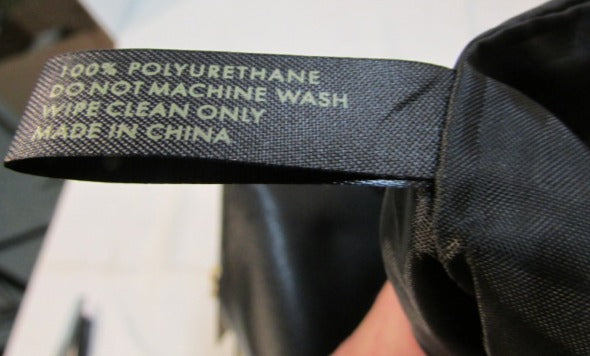 100% POLYURETHANE
DO NOT MACHINE WASH
WIPE CLEAN ONLY
MADE IN CHINA